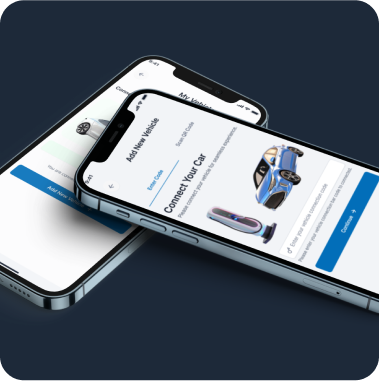 9:41
My Vehicle
Add New
9:41
Add New Vehicle
Enter Code
Scan QR Code
Connect Your Car
Please connect your vehicle for seamless experience.
Enter your vehicle connection code
Please enter your vehicle connection code to connected.
Continue →